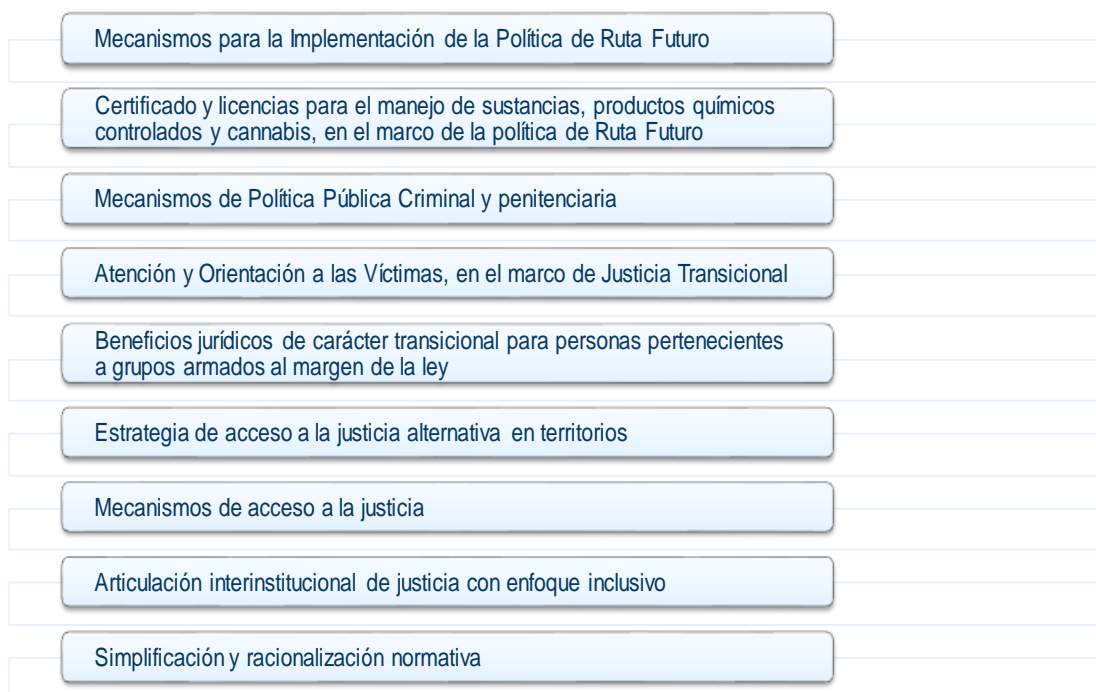 Mecanismos para la Implementación de la Política de Ruta Futuro
Certificado y licencias para el manejo de sustancias, productos químicos
controlados y cannabis, en el marco de la política de Ruta Futuro
Mecanismos de Política Pública Criminal y penitenciaria
Atención y Orientación a las Víctimas, en el marco de Justicia Transicional
Beneficios jurídicos de carácter transicional para personas pertenecientes
a grupos armados al margen de la ley
Estrategia de acceso a la justicia alternativa en territorios
Mecanismos de acceso a la justicia
Articulación interinstitucional de justicia con enfoque inclusivo
Simplificación y racionalización normativa